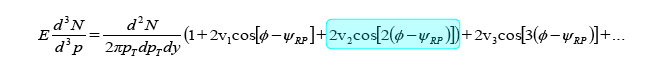 E d³N/d³p = d²N/2πp_T dp_T dy (1+2v₁cos[ϕ−ψ_RP]+2v₂cos[2(ϕ−ψ_RP)])+2v₃cos[3(ϕ−ψ_RP)]+...